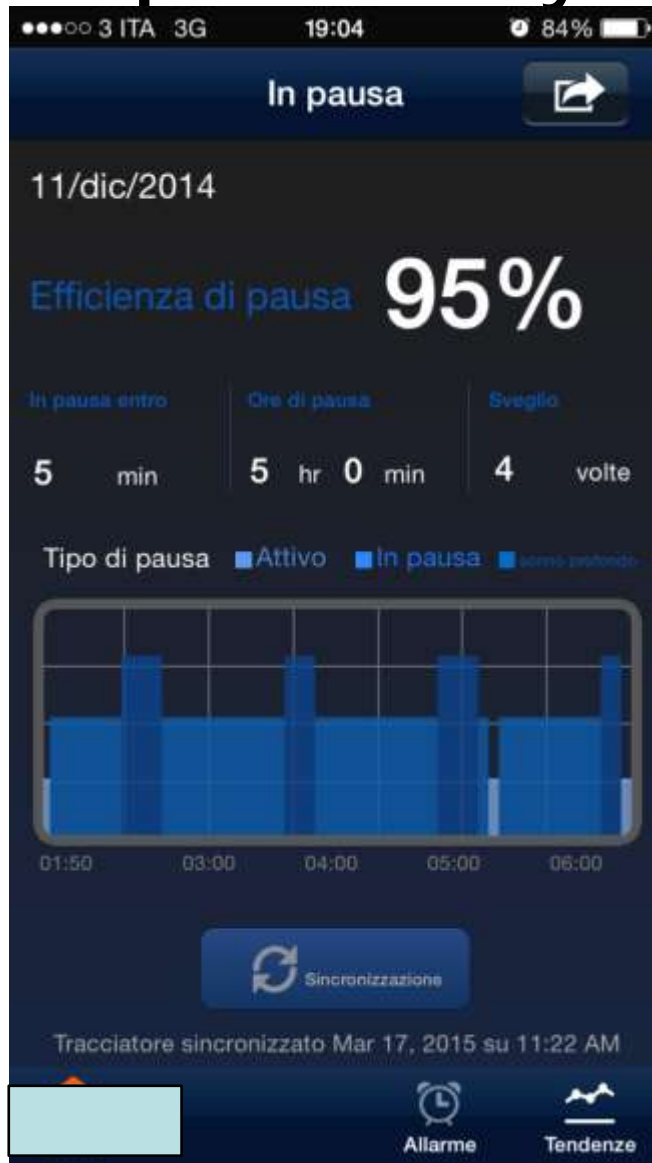 ●●●○○ 3 ITA 3G 19:04 84%
In pausa
11/dic/2014
Efficienza di pausa 95%
In pausa entro Ore di pausa Sveglio
5 min 5 hr 0 min 4 volte
Tipo di pausa Attivo In pausa sonno profondo
01:50 03:00 04:00 05:00 06:00
Sincronizzazione
Tracciatore sincronizzato Mar 17, 2015 su 11:22 AM
Allarme Tendenze